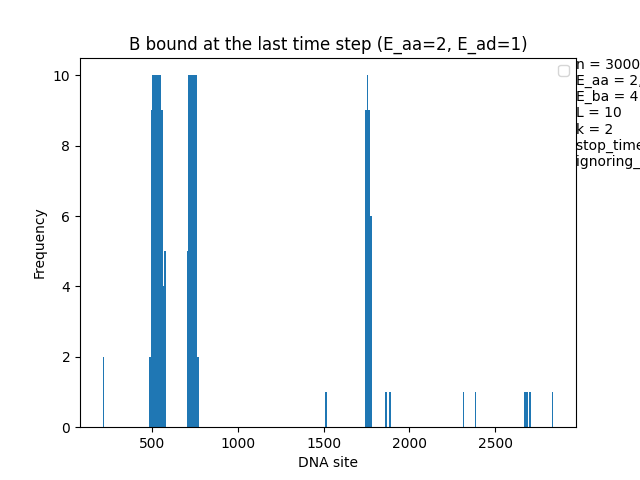 B bound at the last time step (E_aa=2, E_ad=1)
n = 3000
E_aa = 2,
E_ba = 4
L = 10
k = 2
stop_time
ignoring_
10
8
6
4
2
0
Frequency
500
1000
1500
2000
2500
DNA site